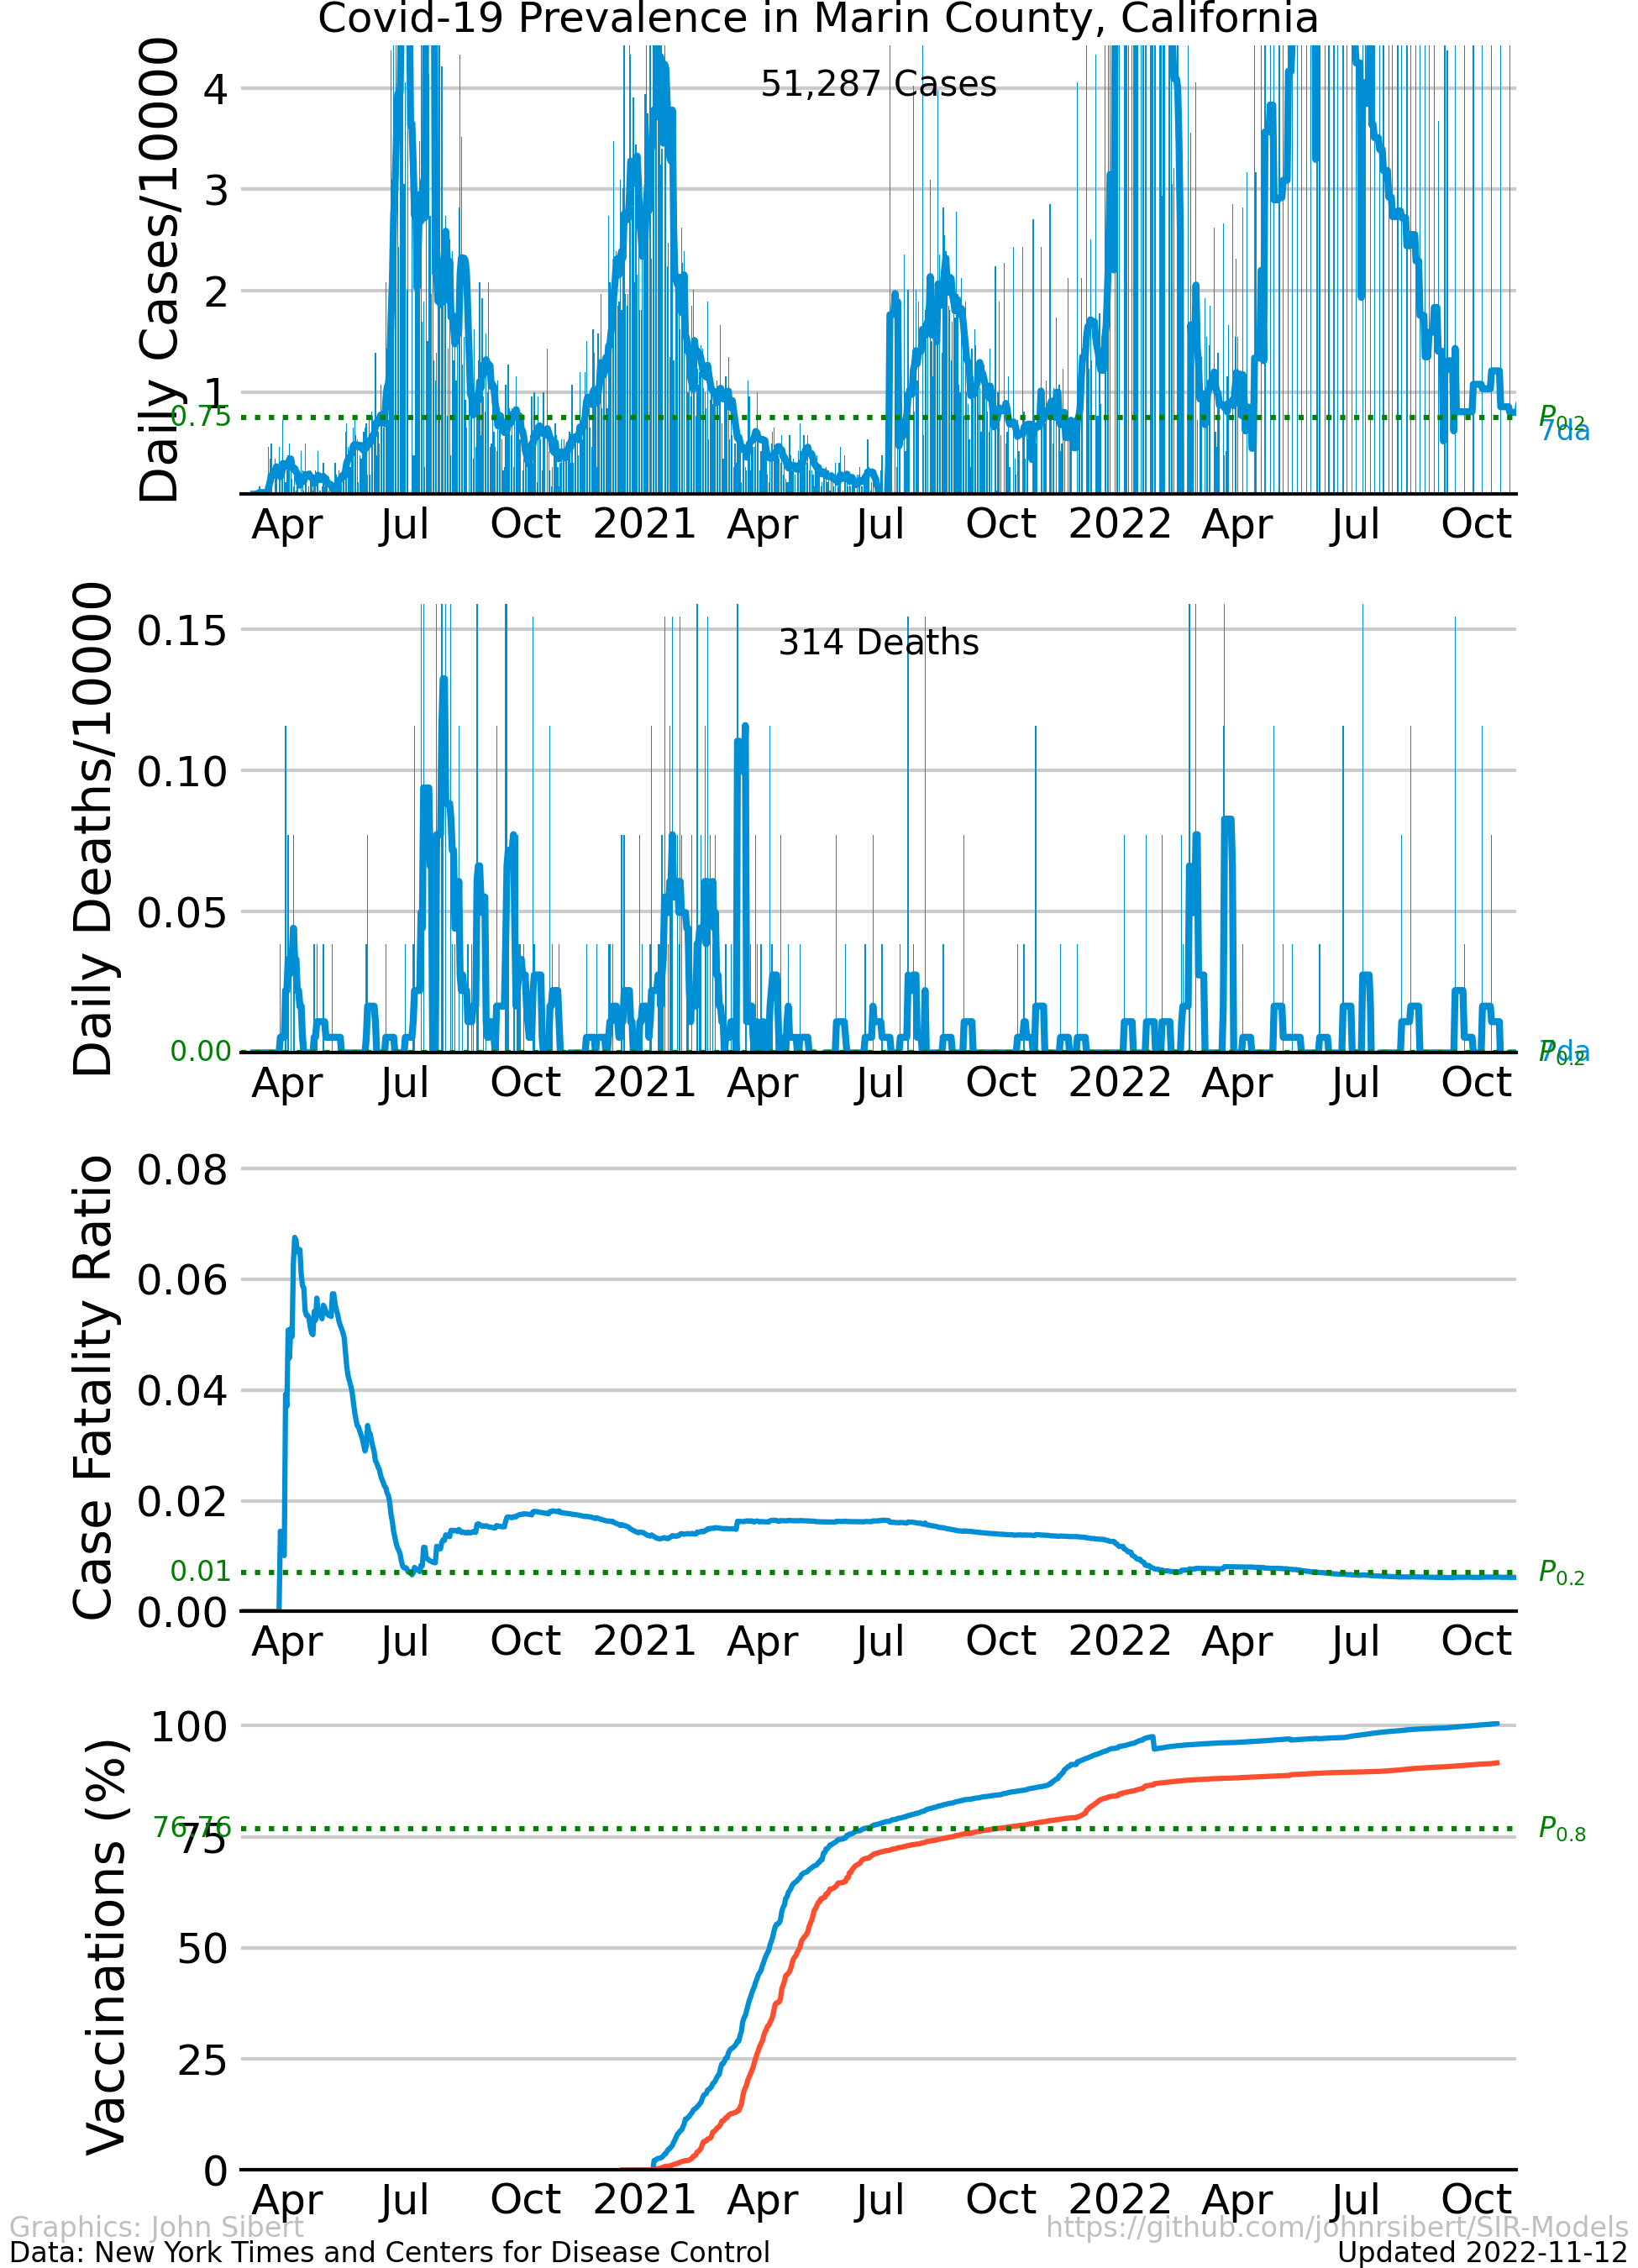 Covid-19 Prevalence in Marin County, California
Daily Cases/10000
51,287 Cases
4
3
2
1
0.75
P0.2
7da
Apr Jul Oct 2021 Apr Jul Oct 2022 Apr Jul Oct
Daily Deaths/10000
314 Deaths
0.15
0.10
0.05
0.00
P0.2
7da
Apr Jul Oct 2021 Apr Jul Oct 2022 Apr Jul Oct
Case Fatality Ratio
0.08
0.06
0.04
0.02
0.01
P0.2
0.00
Apr Jul Oct 2021 Apr Jul Oct 2022 Apr Jul Oct
Vaccinations (%)
100
76.76
P0.8
75
50
25
0
Apr Jul Oct 2021 Apr Jul Oct 2022 Apr Jul Oct
Graphics: John Sibert
https://github.com/johnrsibert/SIR-Models
Data: New York Times and Centers for Disease Control
Updated 2022-11-12